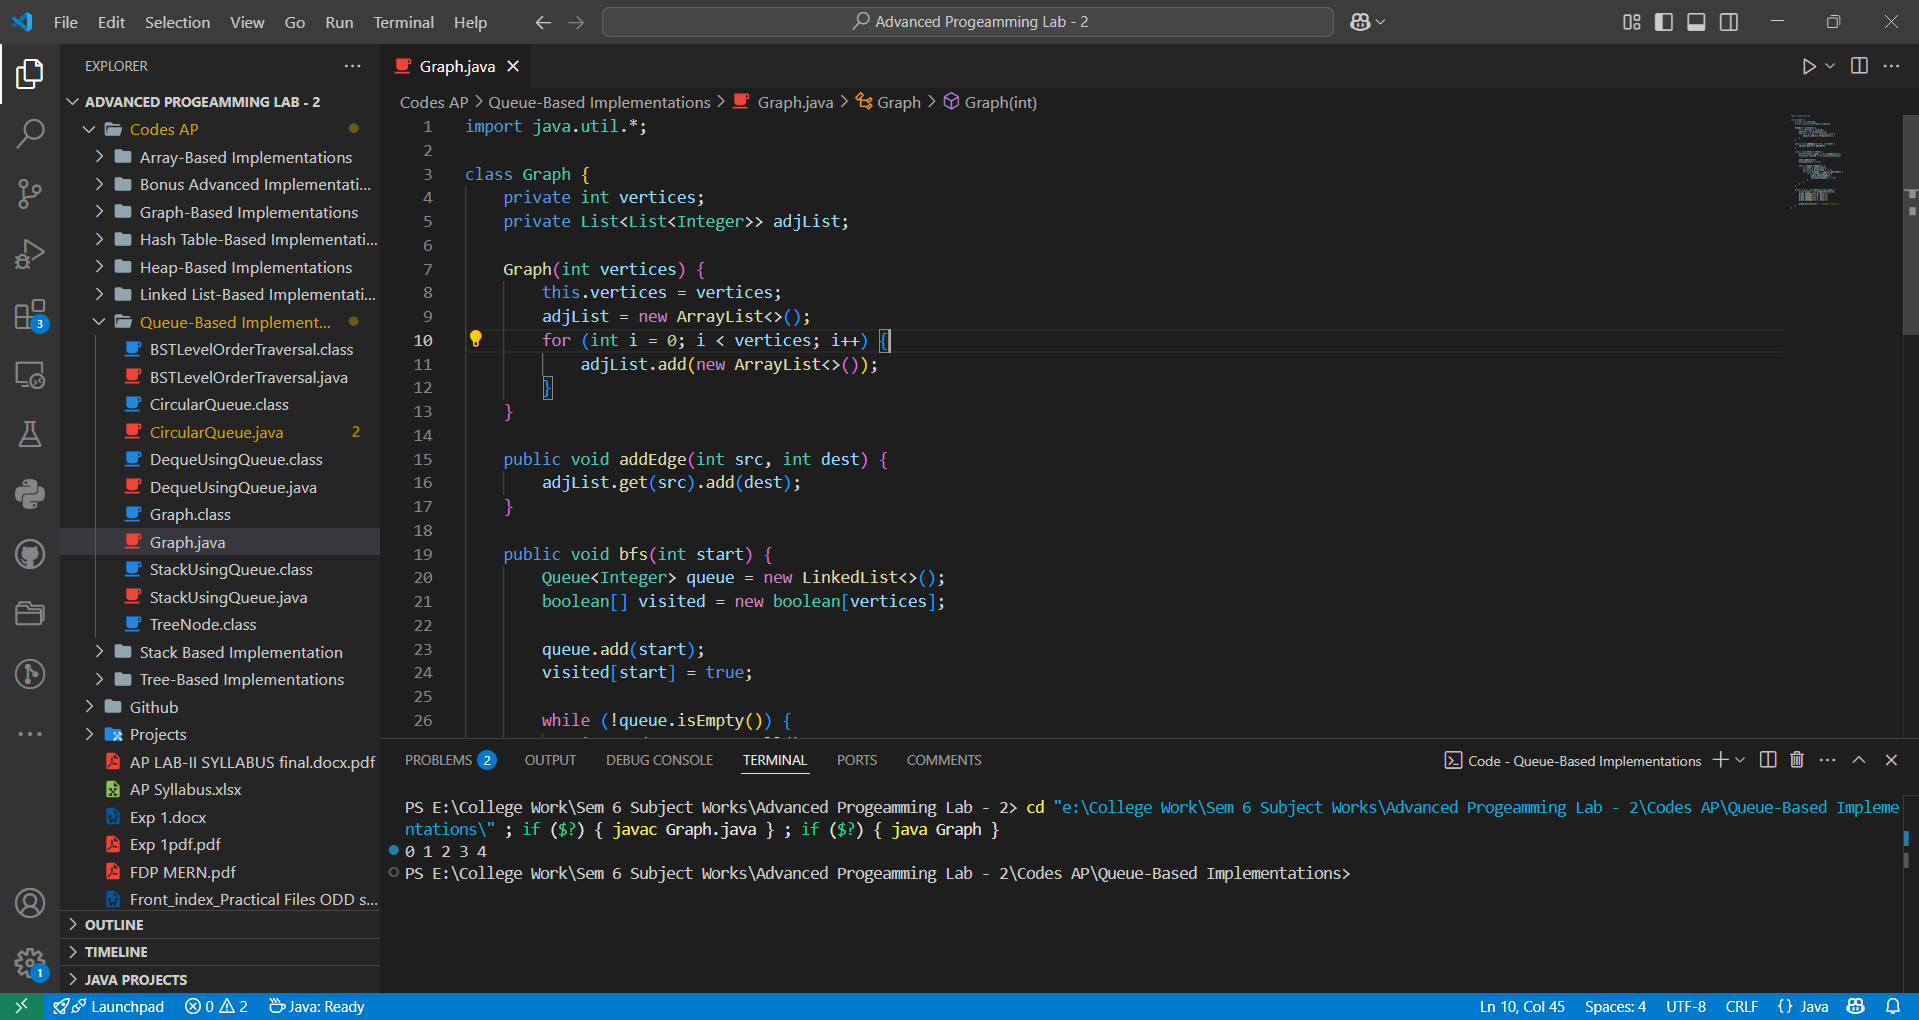 File Edit Selection View Go Run Terminal Help
Advanced Progeamming Lab - 2
EXPLORER
ADVANCED PROGEAMMING LAB - 2
Codes AP
Array-Based Implementations
Bonus Advanced Implementati...
Graph-Based Implementations
Hash Table-Based Implementati...
Heap-Based Implementations
Linked List-Based Implementati...
Queue-Based Implement...
BSTLevelOrderTraversal.class
BSTLevelOrderTraversal.java
CircularQueue.class
CircularQueue.java 2
DequeUsingQueue.class
DequeUsingQueue.java
Graph.class
Graph.java
StackUsingQueue.class
StackUsingQueue.java
TreeNode.class
Stack Based Implementation
Tree-Based Implementations
Github
Projects
AP LAB-II SYLLABUS final.docx.pdf
AP Syllabus.xlsx
Exp 1.docx
Exp 1pdf.pdf
FDP MERN.pdf
Front_index_Practical Files ODD s...
OUTLINE
TIMELINE
JAVA PROJECTS
3
1
Graph.java
Codes AP > Queue-Based Implementations > Graph.java > Graph > Graph(int)
1 import java.util.*;
2
3 class Graph {
4 private int vertices;
5 private List<List<Integer>> adjList;
6
7 Graph(int vertices) {
8 this.vertices = vertices;
9 adjList = new ArrayList<>();
10 for (int i = 0; i < vertices; i++) {
11 adjList.add(new ArrayList<>());
12 }
13 }
14
15 public void addEdge(int src, int dest) {
16 adjList.get(src).add(dest);
17 }
18
19 public void bfs(int start) {
20 Queue<Integer> queue = new LinkedList<>();
21 boolean[] visited = new boolean[vertices];
22
23 queue.add(start);
24 visited[start] = true;
25
26 while (!queue.isEmpty()) {
PROBLEMS 2 OUTPUT DEBUG CONSOLE TERMINAL PORTS COMMENTS
Code - Queue-Based Implementations
PS E:\College Work\Sem 6 Subject Works\Advanced Progeamming Lab - 2> cd "e:\College Work\Sem 6 Subject Works\Advanced Progeamming Lab - 2\Codes AP\Queue-Based Impleme
ntations\" ; if ($?) { javac Graph.java } ; if ($?) { java Graph }
0 1 2 3 4
PS E:\College Work\Sem 6 Subject Works\Advanced Progeamming Lab - 2\Codes AP\Queue-Based Implementations>
Launchpad 0 2 Java: Ready
Ln 10, Col 45 Spaces: 4 UTF-8 CRLF {} Java